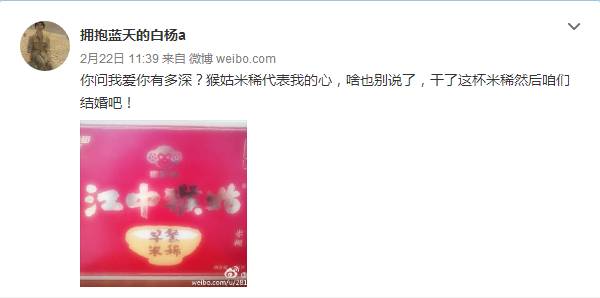 拥抱蓝天的白杨a
2月22日 11:39 来自 微博 weibo.com
你问我爱你有多深？猴姑米稀代表我的心，啥也别说了，干了这杯米稀然后咱们
结婚吧！
江中猴姑
早餐
米稀
米稀
weibo.com/u/281